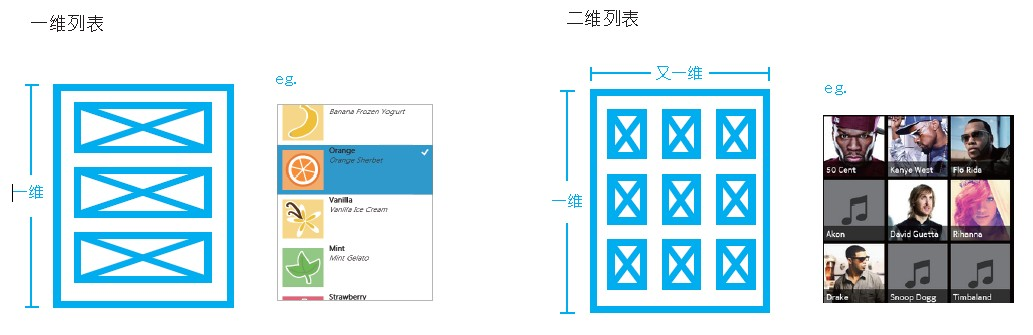 一维列表
二维列表
又一维
eg.
eg.
Banana Frozen Yogurt
Orange
Orange Sherbet
Vanilla
Vanilla Ice Cream
Mint
Mint Gelato
Strawberry
一维
一维
50 Cent
Kanye West
Flo Rida
Akon
David Guetta
Rihanna
Drake
Snoop Dogg
Timbaland